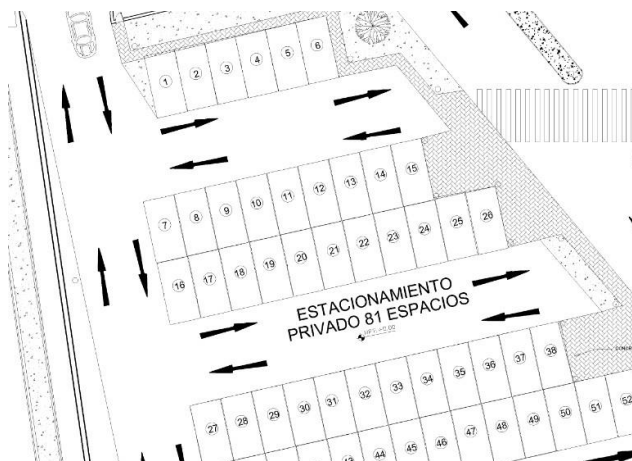 1 2 3 4 5 6
7 8 9 10 11 12 13 14 15
16 17 18 19 20 21 22 23 24 25 26
ESTACIONAMIENTO
PRIVADO 81 ESPACIOS
27 28 29 30 31 32 33 34 35 36 37 38
43 44 45 46 47 48 49 50 51 52